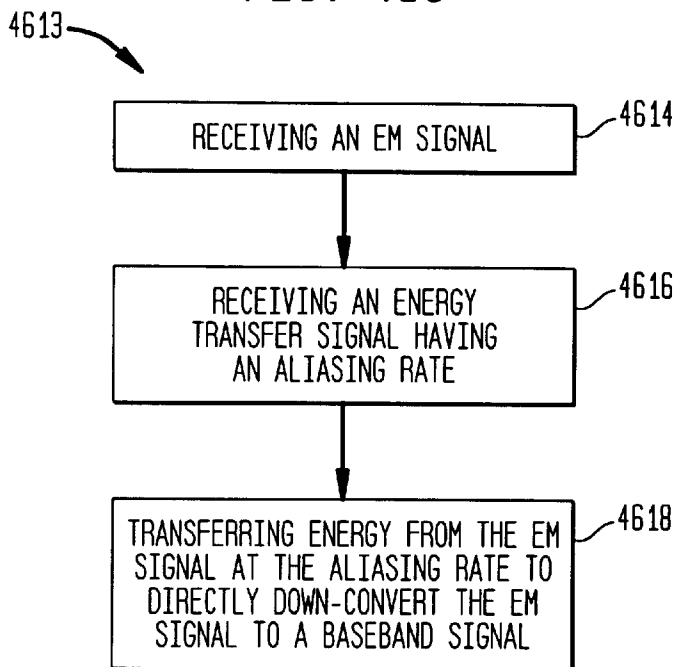 4613
RECEIVING AN EM SIGNAL
4614
RECEIVING AN ENERGY
TRANSFER SIGNAL HAVING
AN ALIASING RATE
4616
TRANSFERRING ENERGY FROM THE EM
SIGNAL AT THE ALIASING RATE TO
DIRECTLY DOWN-CONVERT THE EM
SIGNAL TO A BASEBAND SIGNAL
4618